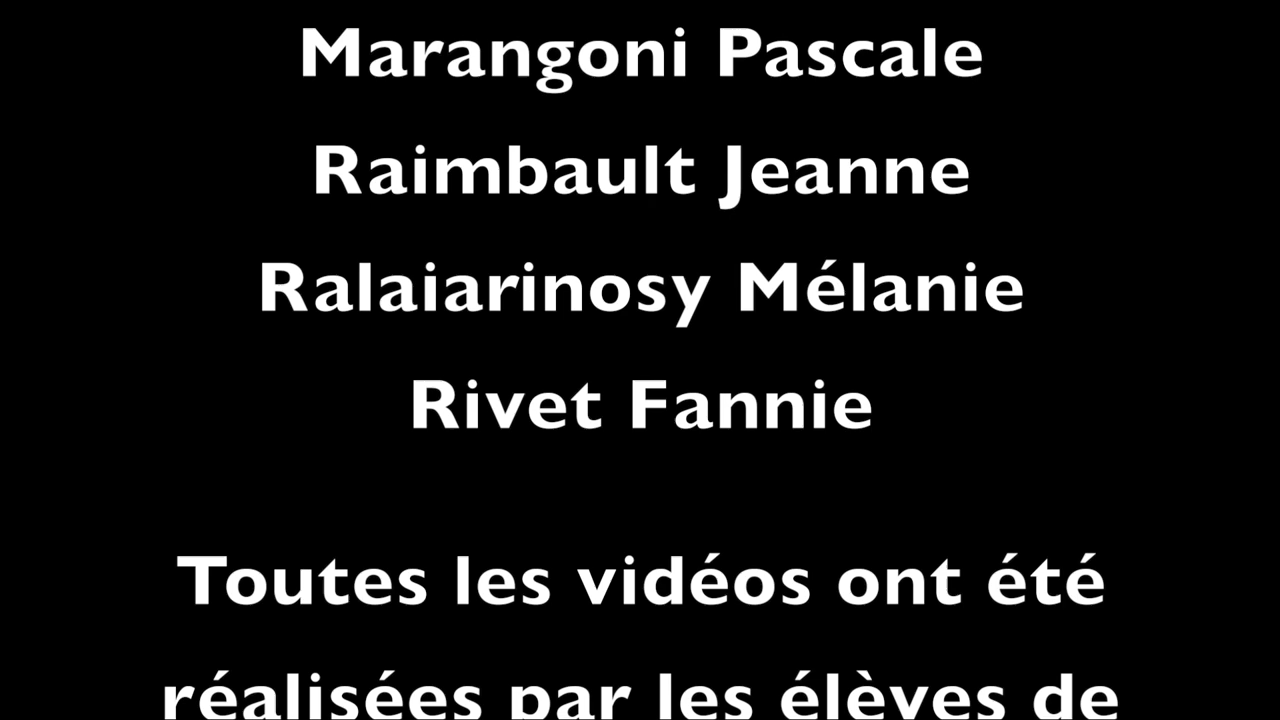 Marangoni Pascale
Raimbault Jeanne
Ralaiarinosy Mélanie
Rivet Fannie
Toutes les vidéos ont été
réalisées par les élèves de